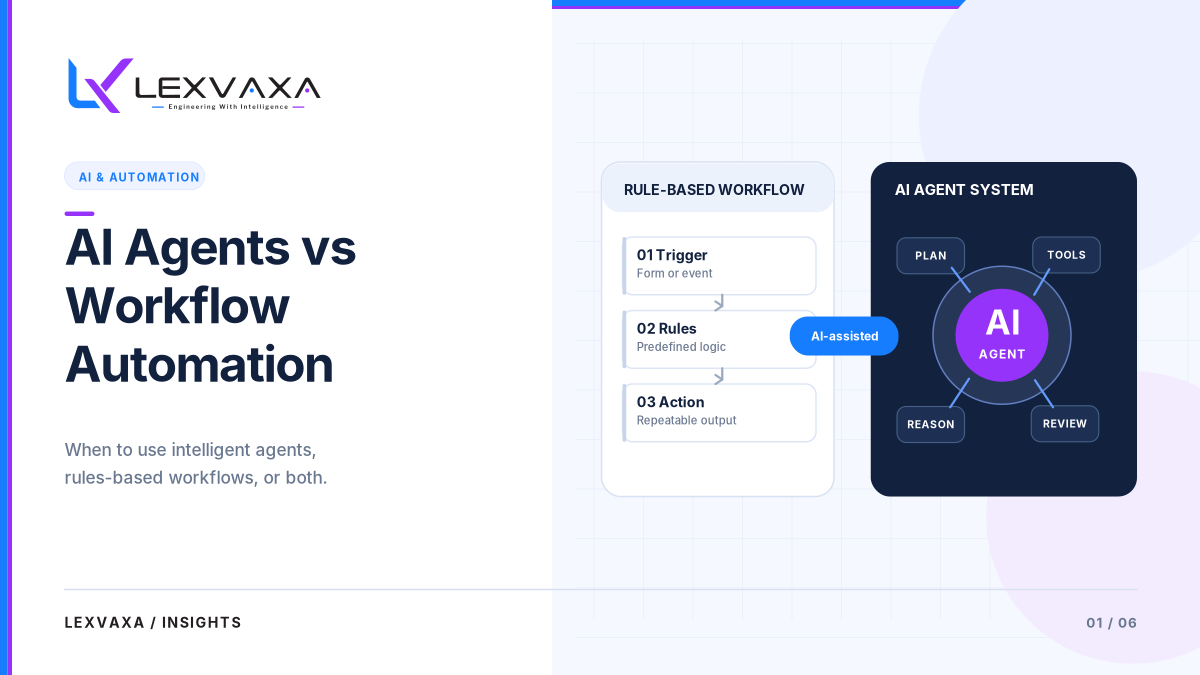 LEXVAXA
Engineering With Intelligence
AI & AUTOMATION
AI Agents vs
Workflow
Automation
When to use intelligent agents,
rules-based workflows, or both.
RULE-BASED WORKFLOW
01 Trigger
Form or event
02 Rules
Predefined logic
03 Action
Repeatable output
AI-assisted
AI AGENT SYSTEM
PLAN
TOOLS
AI
AGENT
REASON
REVIEW
LEXVAXA / INSIGHTS
01 / 06